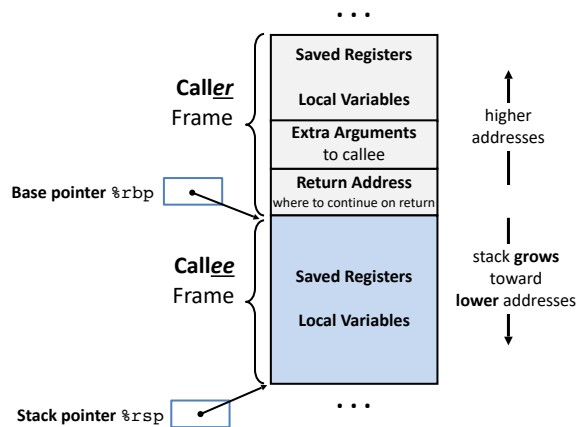 . . .
Saved Registers
Local Variables
Caller
Frame
Extra Arguments
to callee
Return Address
where to continue on return
higher
addresses
Base pointer %rbp
Callee
Frame
Saved Registers
Local Variables
stack grows
toward
lower addresses
Stack pointer %rsp
. . .